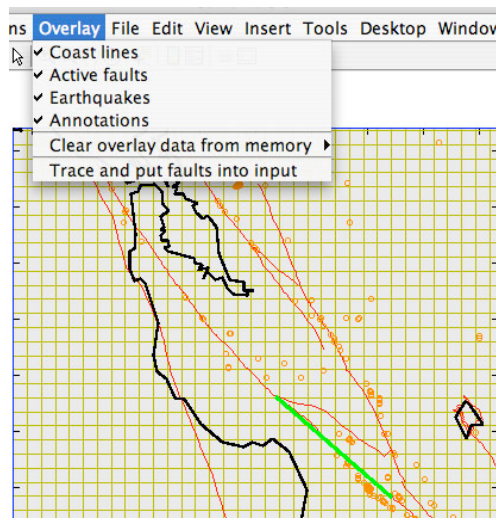 ns Overlay File Edit View Insert Tools Desktop Window
Coast lines
Active faults
Earthquakes
Annotations
Clear overlay data from memory
Trace and put faults into input